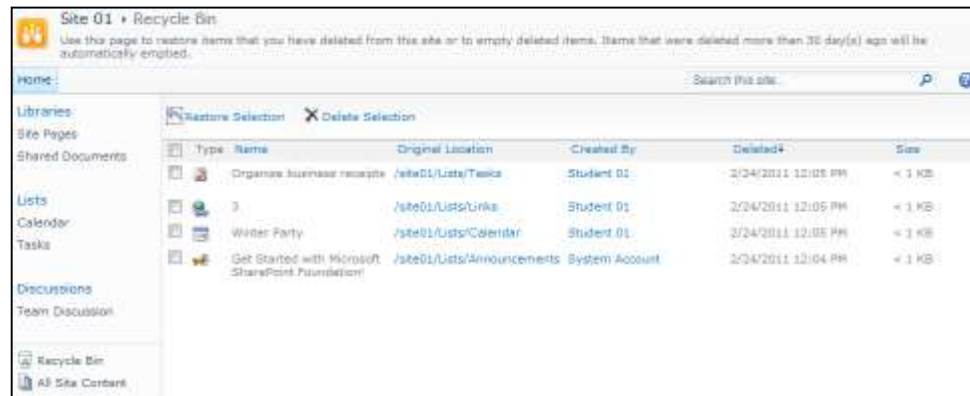 Site 01 ▸ Recycle Bin
Use this page to restore items that you have deleted from this site or to empty deleted items. Items that were deleted more than 30 day(s) ago will be
automatically emptied.
Home Search this site...
Libraries
Site Pages
Shared Documents
Lists
Calendar
Tasks
Discussions
Team Discussion
Recycle Bin
All Site Content
Restore Selection Delete Selection
Type Name Original Location Created By Deleted↓ Size
Organize business receipts /site01/Lists/Tasks Student 01 2/24/2011 12:05 PM < 1 KB
3 /site01/Lists/Links Student 01 2/24/2011 12:05 PM < 1 KB
Winter Party /site01/Lists/Calendar Student 01 2/24/2011 12:05 PM < 1 KB
Get Started with Microsoft /site01/Lists/Announcements System Account 2/24/2011 12:04 PM < 1 KB
SharePoint Foundation!